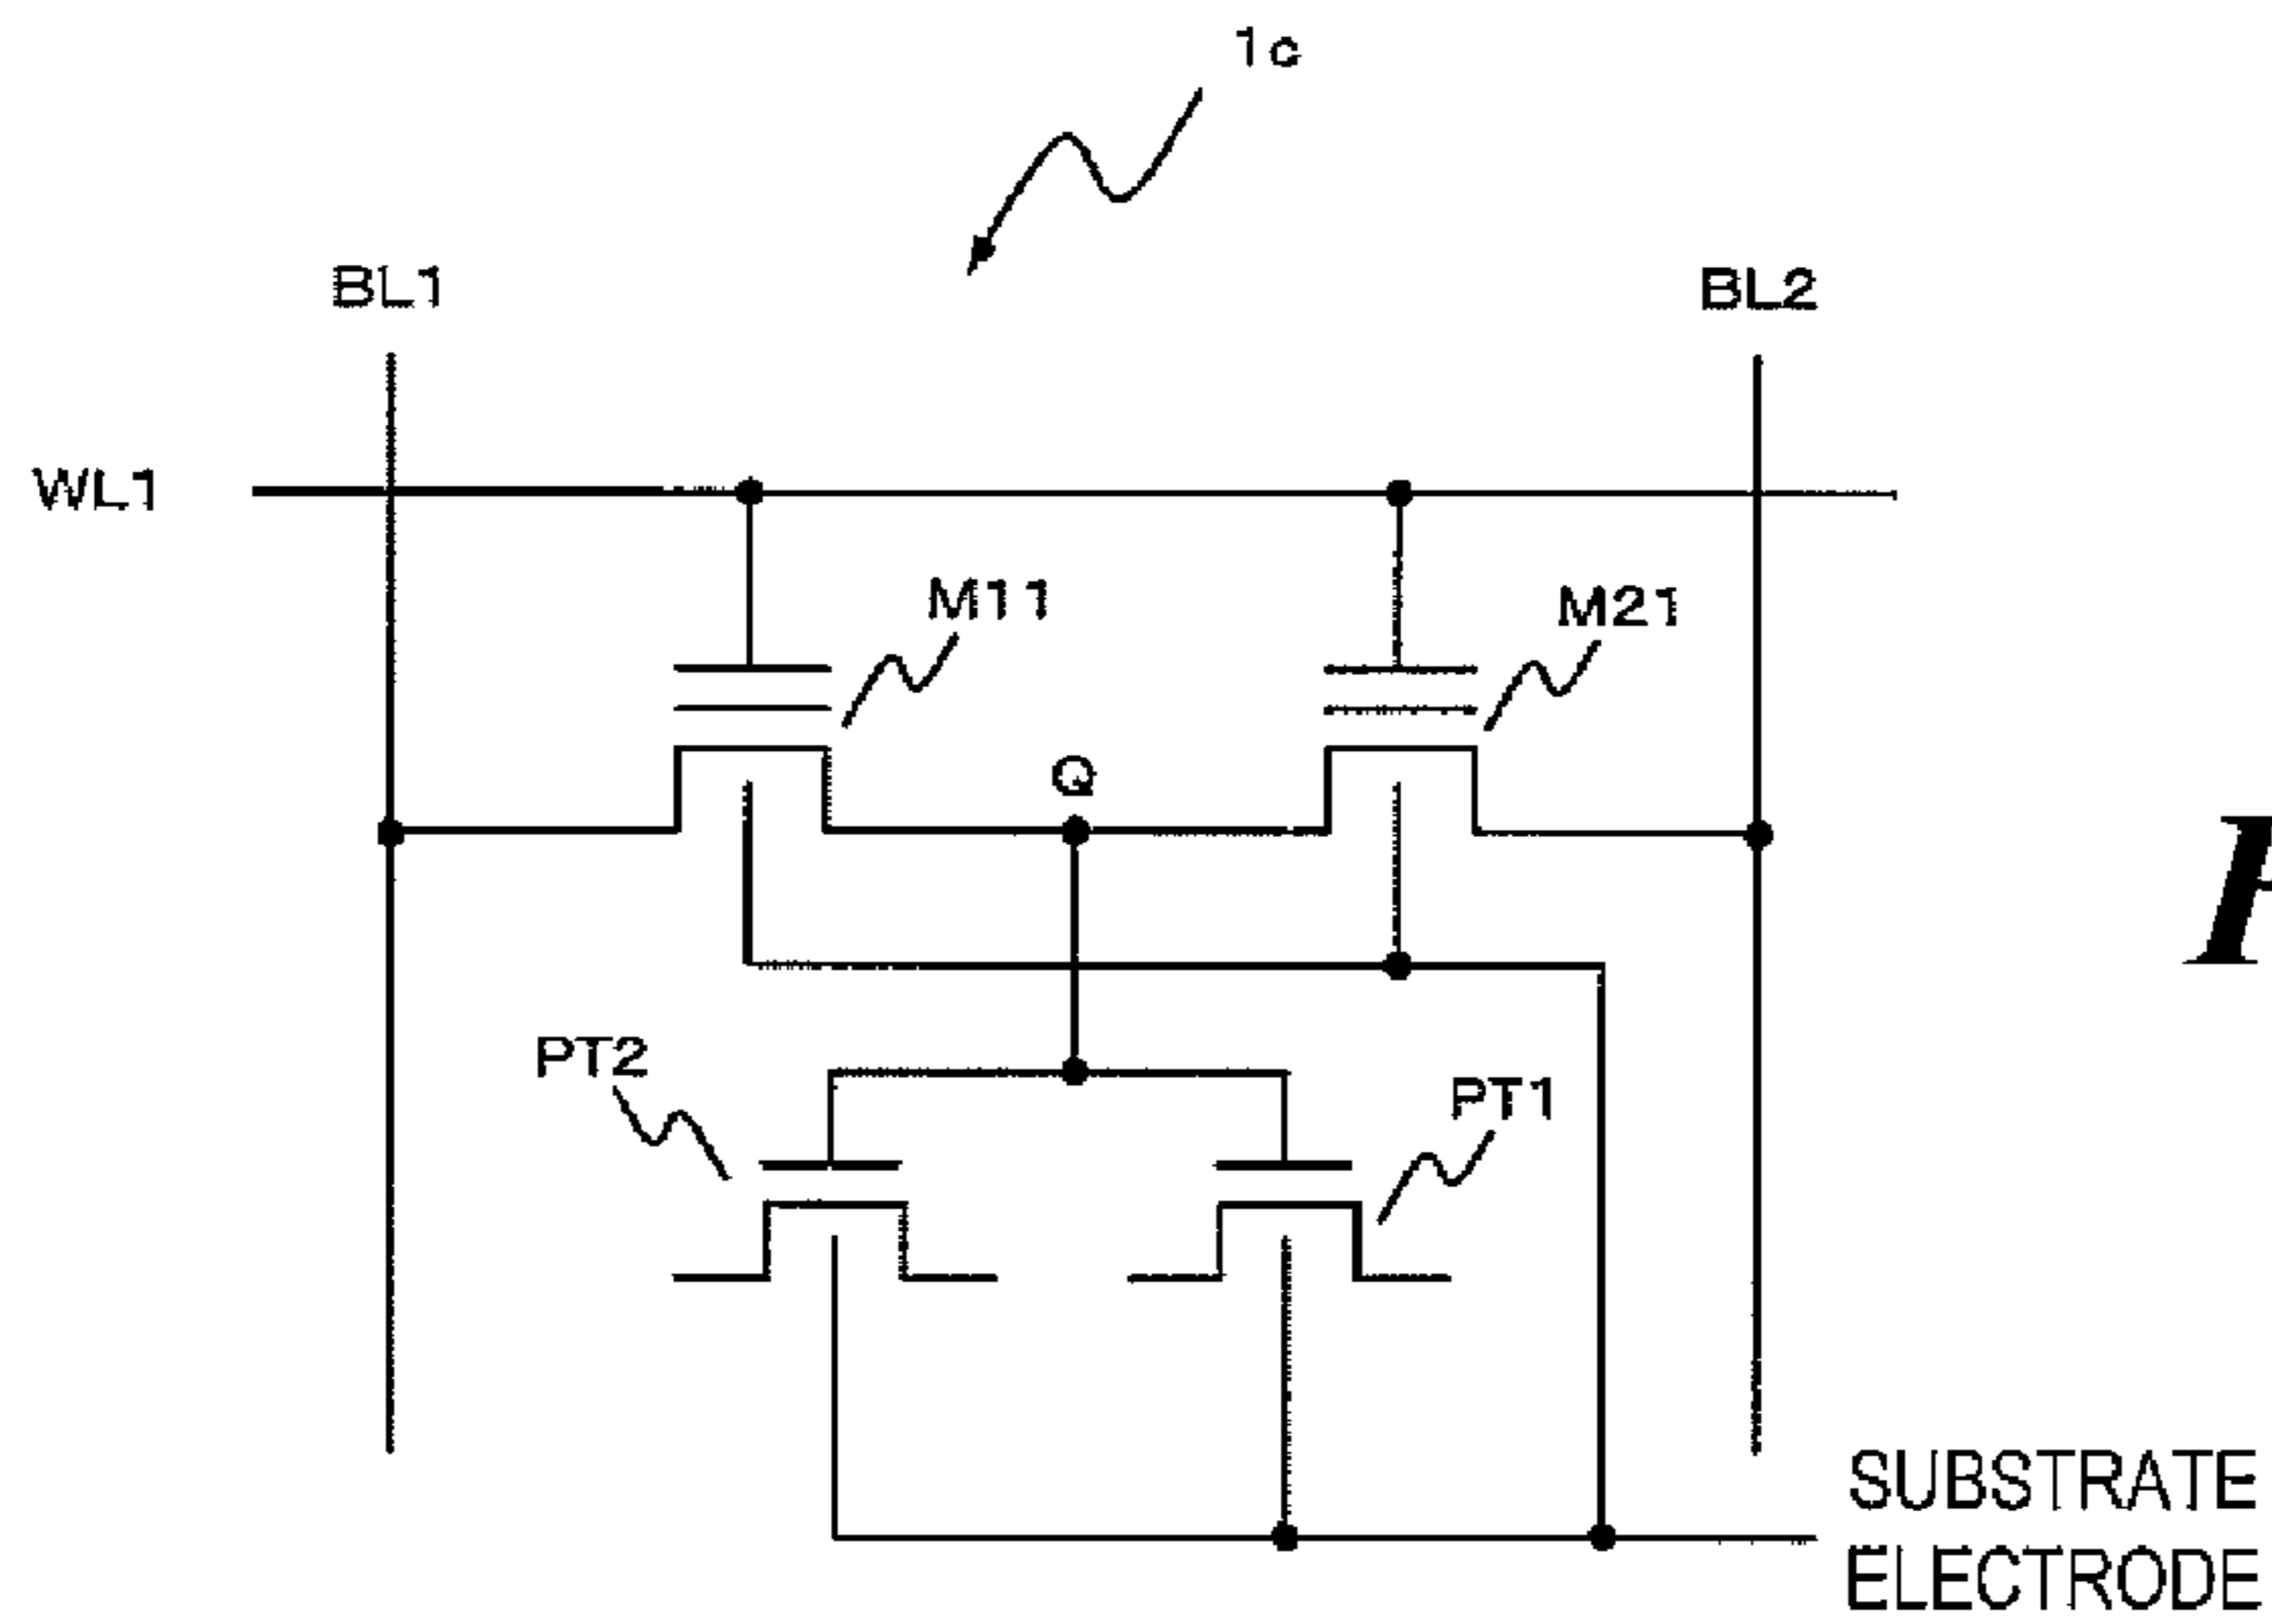 1c
BL1
BL2
WL1
M11
M21
Q
PT2
PT1
SUBSTRATE
ELECTRODE